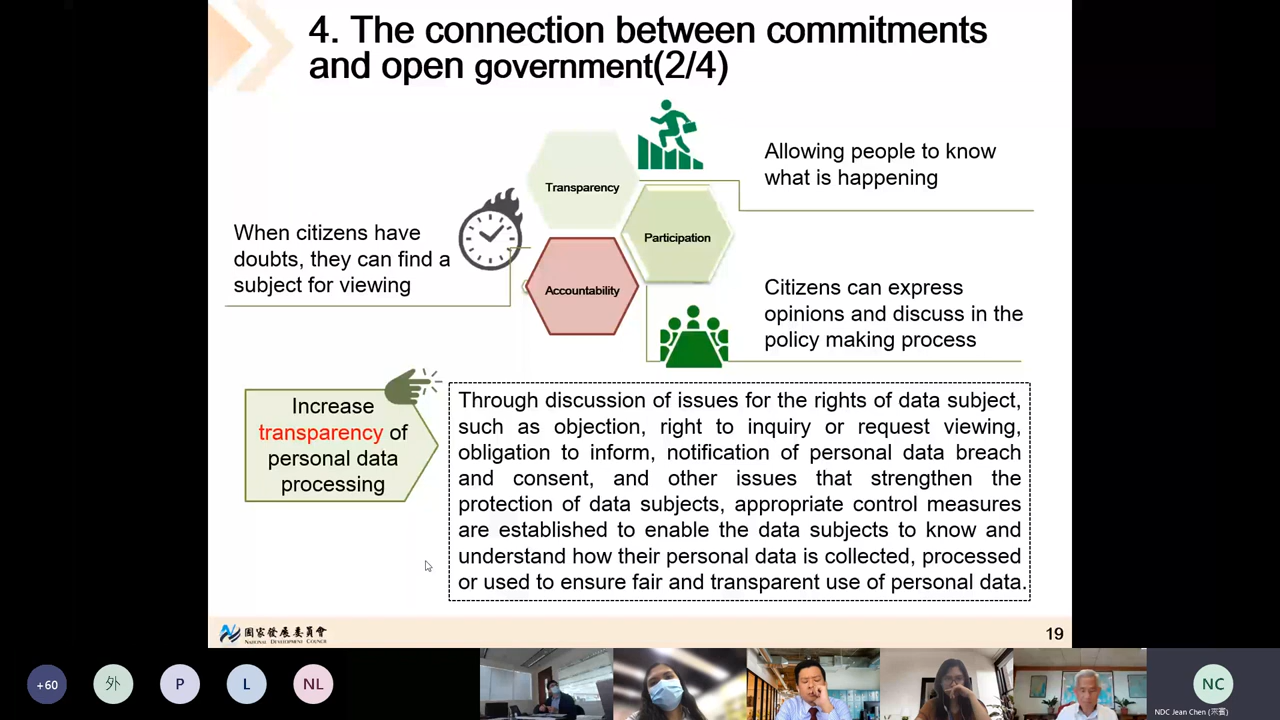 4. The connection between commitments
and open government(2/4)
Transparency
Allowing people to know
what is happening
When citizens have
doubts, they can find a
subject for viewing
Participation
Accountability
Citizens can express
opinions and discuss in the
policy making process
Increase
transparency of
personal data
processing
Through discussion of issues for the rights of data subject,
such as objection, right to inquiry or request viewing,
obligation to inform, notification of personal data breach
and consent, and other issues that strengthen the
protection of data subjects, appropriate control measures
are established to enable the data subjects to know and
understand how their personal data is collected, processed
or used to ensure fair and transparent use of personal data.
國家發展委員會
NATIONAL DEVELOPMENT COUNCIL
19
+60
外
P
L
NL
NC
NDC Jean Chen (宗賓)